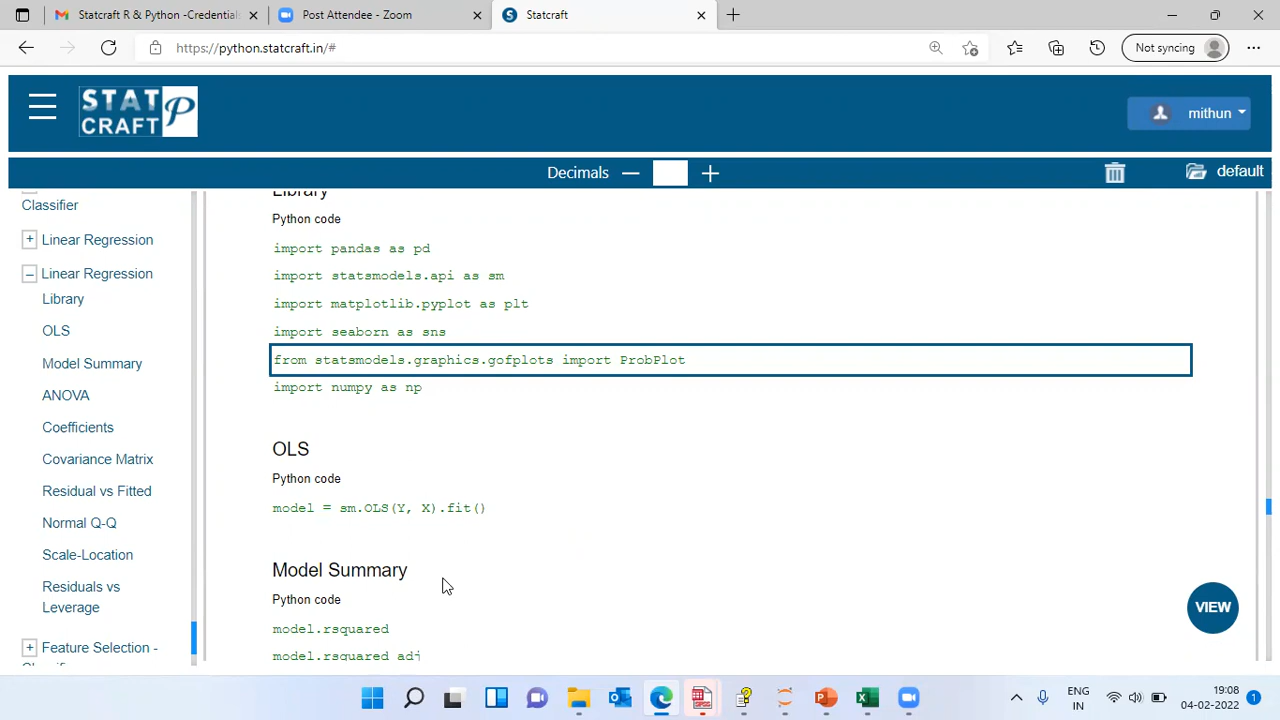 Statcraft R & Python -Credentials
Post Attendee - Zoom
Statcraft
https://python.statcraft.in/#
Not syncing
STAT
CRAFT P
mithun
Decimals
default
Classifier
Linear Regression
Linear Regression
Library
OLS
Model Summary
ANOVA
Coefficients
Covariance Matrix
Residual vs Fitted
Normal Q-Q
Scale-Location
Residuals vs
Leverage
Feature Selection -
Library
Python code
import pandas as pd
import statsmodels.api as sm
import matplotlib.pyplot as plt
import seaborn as sns
from statsmodels.graphics.gofplots import ProbPlot
import numpy as np
OLS
Python code
model = sm.OLS(Y, X).fit()
Model Summary
Python code
model.rsquared
model.rsquared_adj
VIEW
ENG
IN
19:08
04-02-2022
1